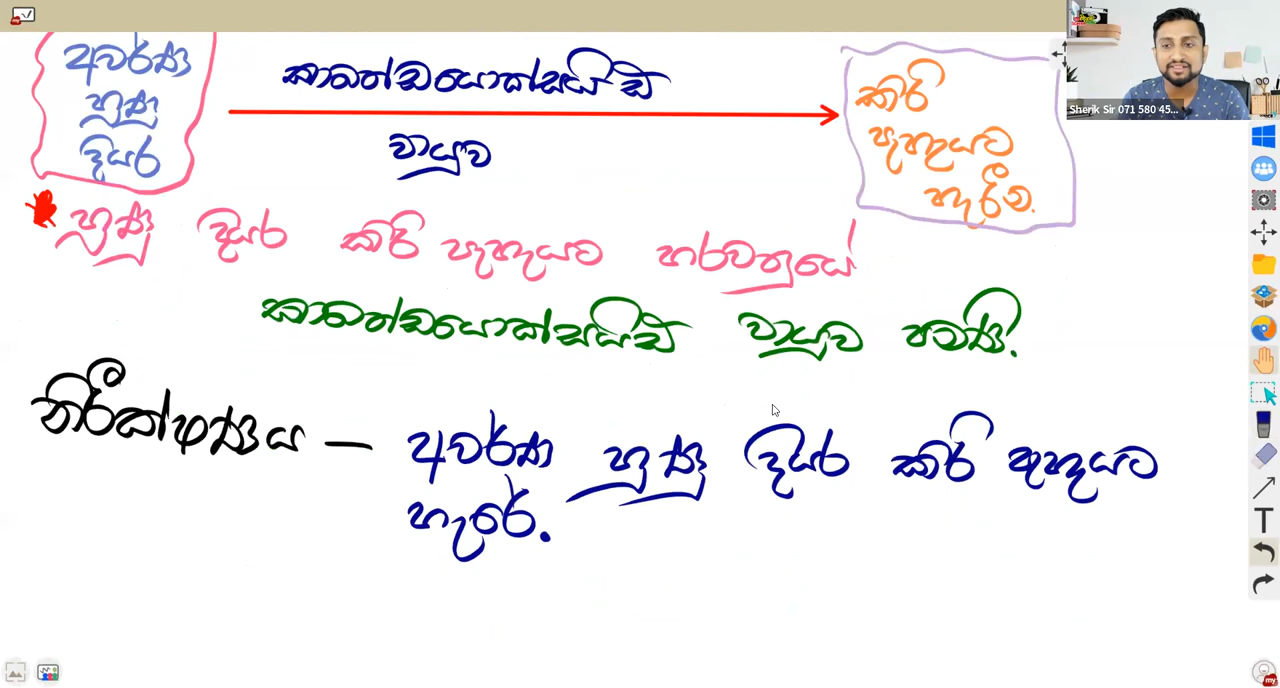 අවර්ණ
හුණු
දියර
කාබන්ඩයොක්සයිඩ්
වායුව
කිරි
පැහැයට
හැරීම.
Sherik Sir 071 580 45...
හුණු දියර කිරි පැහැයට හරවනුයේ
කාබන්ඩයොක්සයිඩ් වායුව පමණි.
නිරීක්ෂණය – අවර්ණ හුණු දියර කිරි පැහැයට
හැරේ.